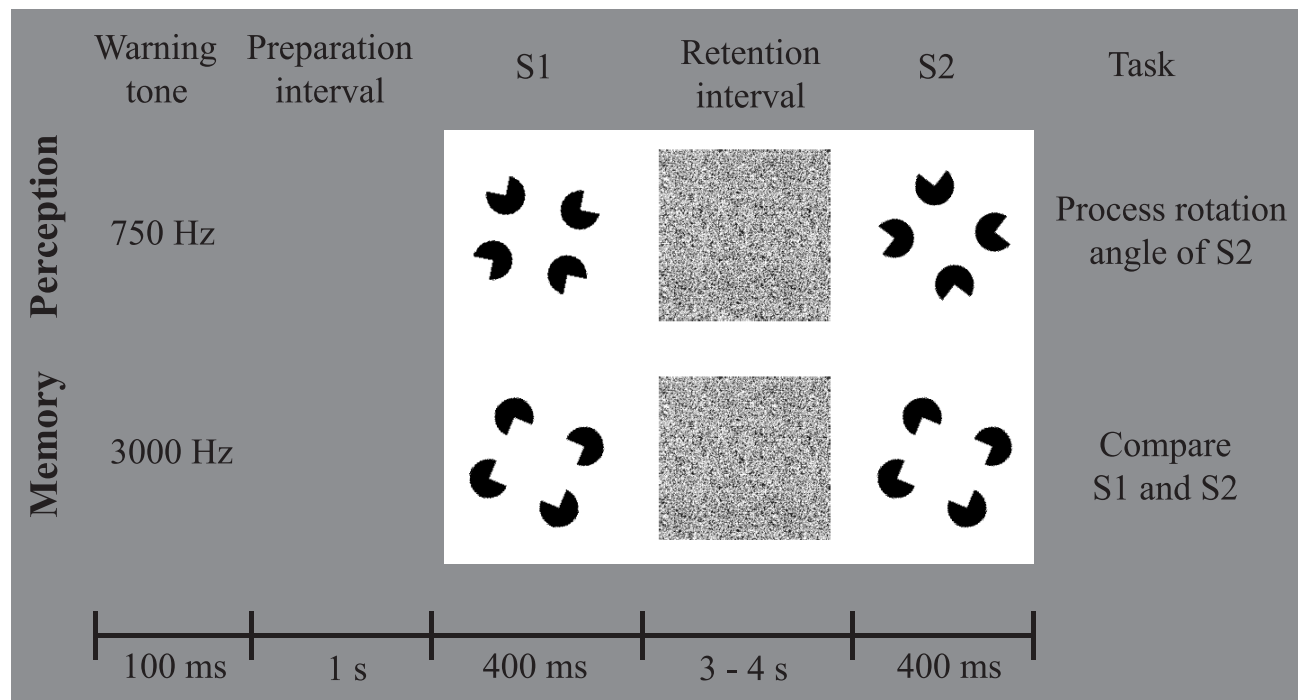 Warning
tone
Preparation
interval
S1
Retention
interval
S2
Task
Perception
750 Hz
Process rotation
angle of S2
Memory
3000 Hz
Compare
S1 and S2
100 ms
1 s
400 ms
3 - 4 s
400 ms